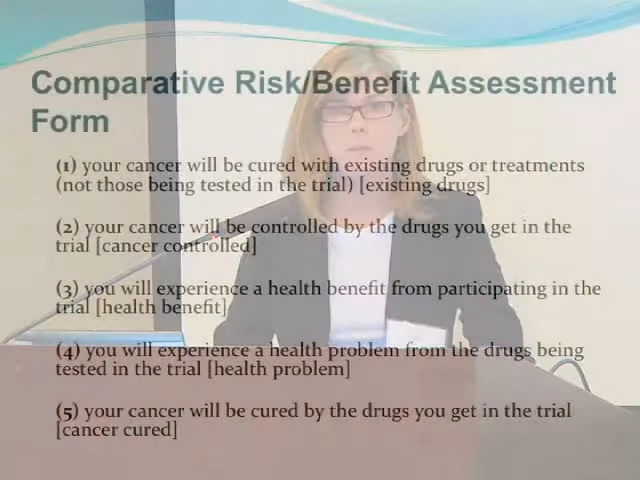 Comparative Risk/Benefit Assessment
Form
(1) your cancer will be cured with existing drugs or treatments
(not those being tested in the trial) [existing drugs]
(2) your cancer will be controlled by the drugs you get in the
trial [cancer controlled]
(3) you will experience a health benefit from participating in the
trial [health benefit]
(4) you will experience a health problem from the drugs being
tested in the trial [health problem]
(5) your cancer will be cured by the drugs you get in the trial
[cancer cured]